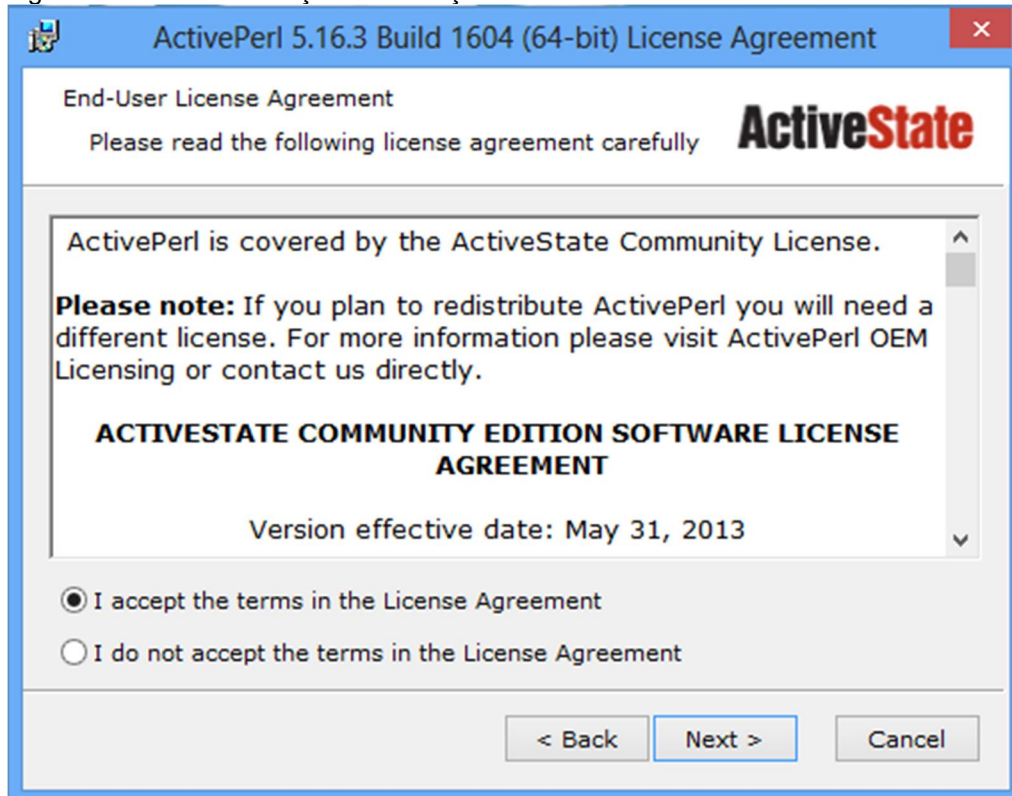 ActivePerl 5.16.3 Build 1604 (64-bit) License Agreement
End-User License Agreement
Please read the following license agreement carefully
ActiveState
ActivePerl is covered by the ActiveState Community License.
Please note: If you plan to redistribute ActivePerl you will need a
different license. For more information please visit ActivePerl OEM
Licensing or contact us directly.
ACTIVESTATE COMMUNITY EDITION SOFTWARE LICENSE
AGREEMENT
Version effective date: May 31, 2013
I accept the terms in the License Agreement
I do not accept the terms in the License Agreement
< Back
Next >
Cancel